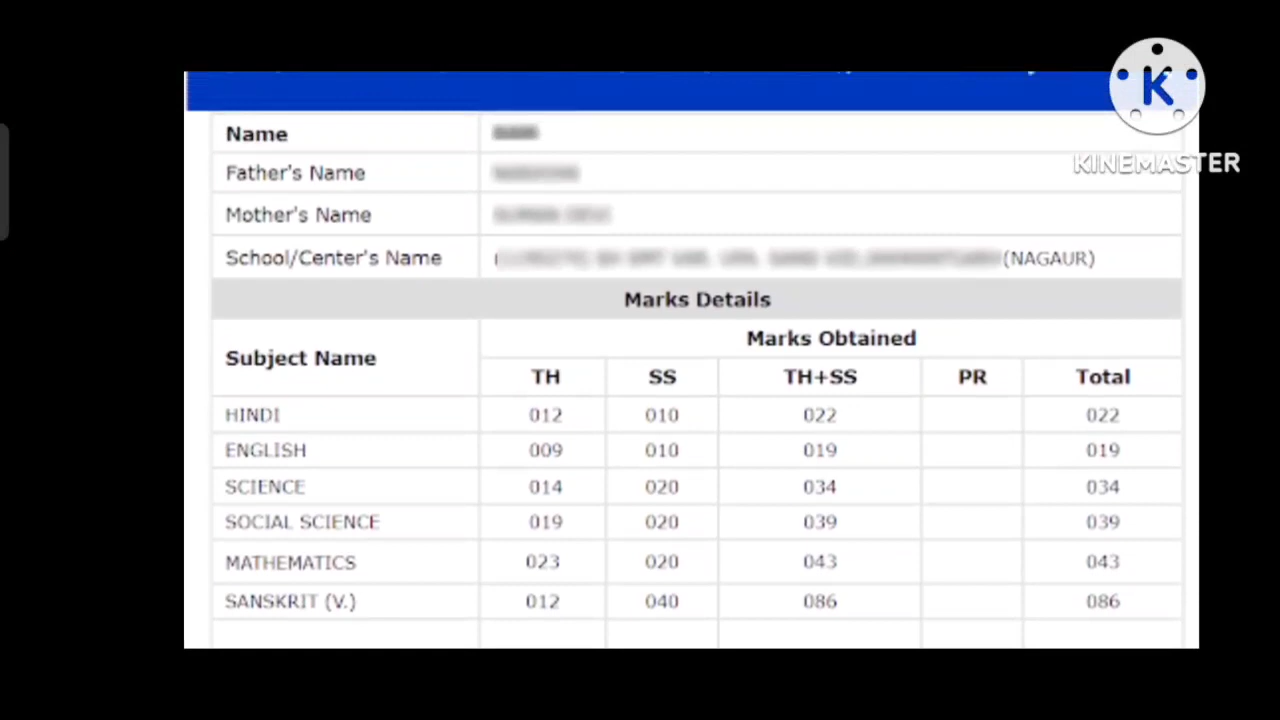 K
KINEMASTER
Name
Father's Name
Mother's Name
School/Center's Name (NAGAUR)
Marks Details
Subject Name Marks Obtained
TH SS TH+SS PR Total
HINDI 012 010 022 022
ENGLISH 009 010 019 019
SCIENCE 014 020 034 034
SOCIAL SCIENCE 019 020 039 039
MATHEMATICS 023 020 043 043
SANSKRIT (V.) 012 040 086 086